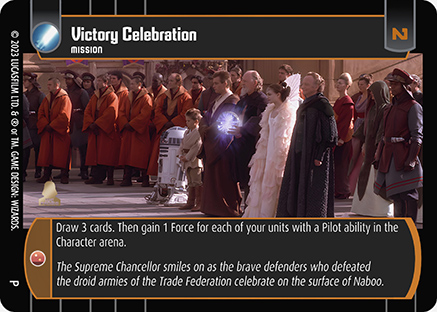 Victory Celebration
MISSION
N
© 2023 LUCASFILM LTD. & ® or TM. GAME DESIGN: WIZARDS.
Draw 3 cards. Then gain 1 Force for each of your units with a Pilot ability in the
Character arena.
The Supreme Chancellor smiles on as the brave defenders who defeated
the droid armies of the Trade Federation celebrate on the surface of Naboo.
P